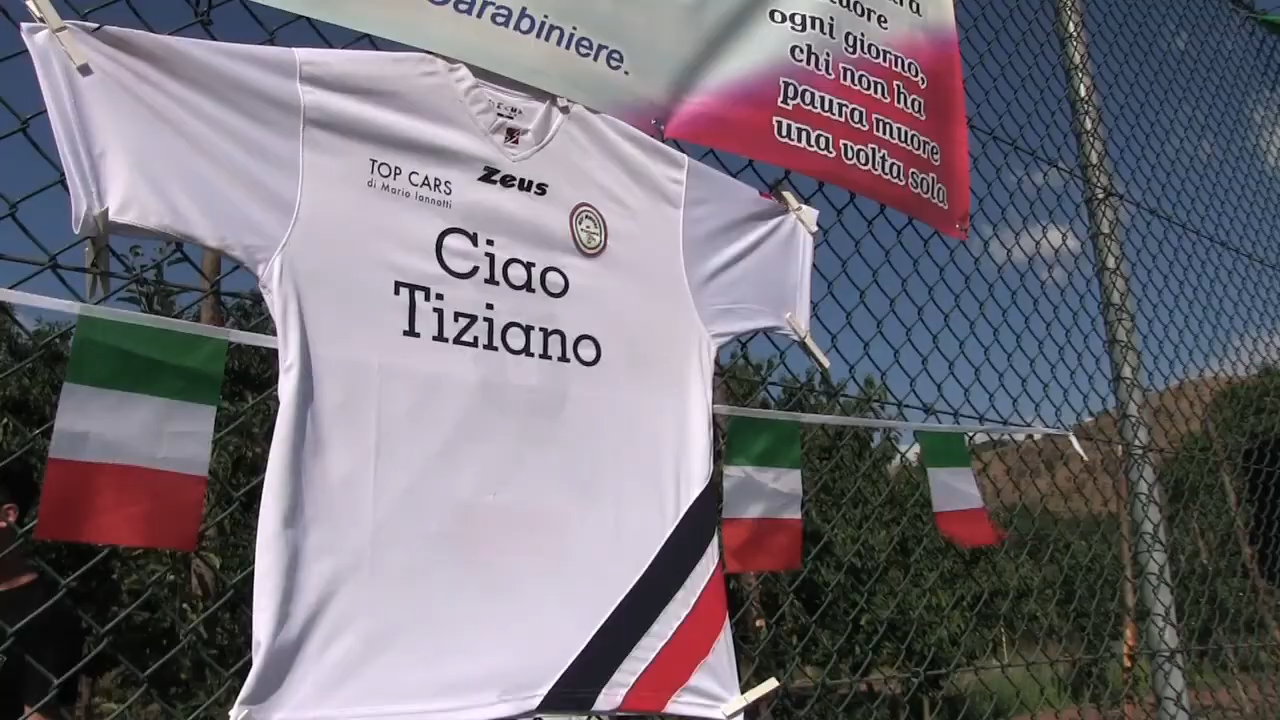 Carabiniere.
uore
ogni giorno,
chi non ha
paura muore
una volta sola
TOP CARS
di Mario Iannotti
Zeus
Ciao
Tiziano